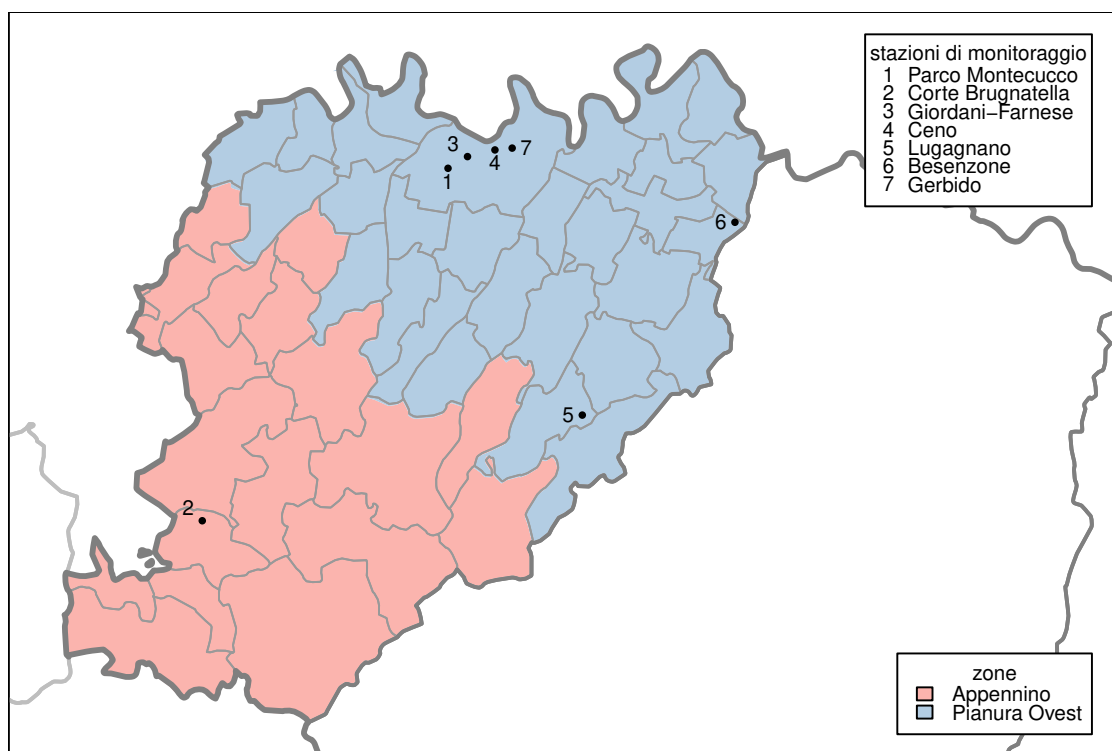 stazioni di monitoraggio
1 Parco Montecucco
2 Corte Brugnatella
3 Giordani−Farnese
4 Ceno
5 Lugagnano
6 Besenzone
7 Gerbido
3
4
7
1
6
5
2
zone
Appennino
Pianura Ovest